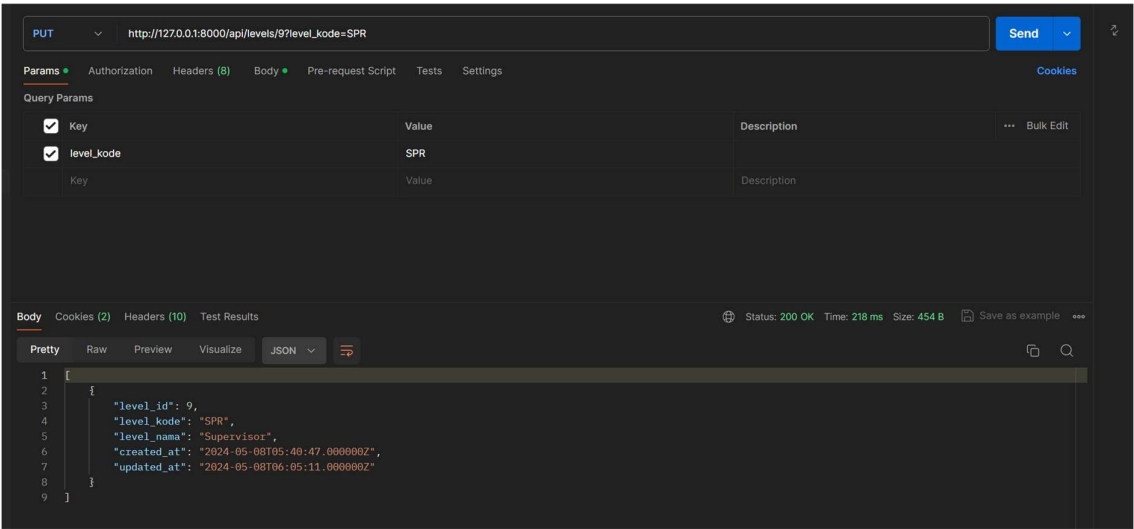 PUT http://127.0.0.1:8000/api/levels/9?level_kode=SPR Send
Params Authorization Headers (8) Body Pre-request Script Tests Settings Cookies
Query Params
Key Value Description Bulk Edit
level_kode SPR
Key Value Description
Body Cookies (2) Headers (10) Test Results Status: 200 OK Time: 218 ms Size: 454 B Save as example
Pretty Raw Preview Visualize JSON
1 [
2 {
3 "level_id": 9,
4 "level_kode": "SPR",
5 "level_nama": "Supervisor",
6 "created_at": "2024-05-08T05:40:47.000000Z",
7 "updated_at": "2024-05-08T06:05:11.000000Z"
8 }
9 ]